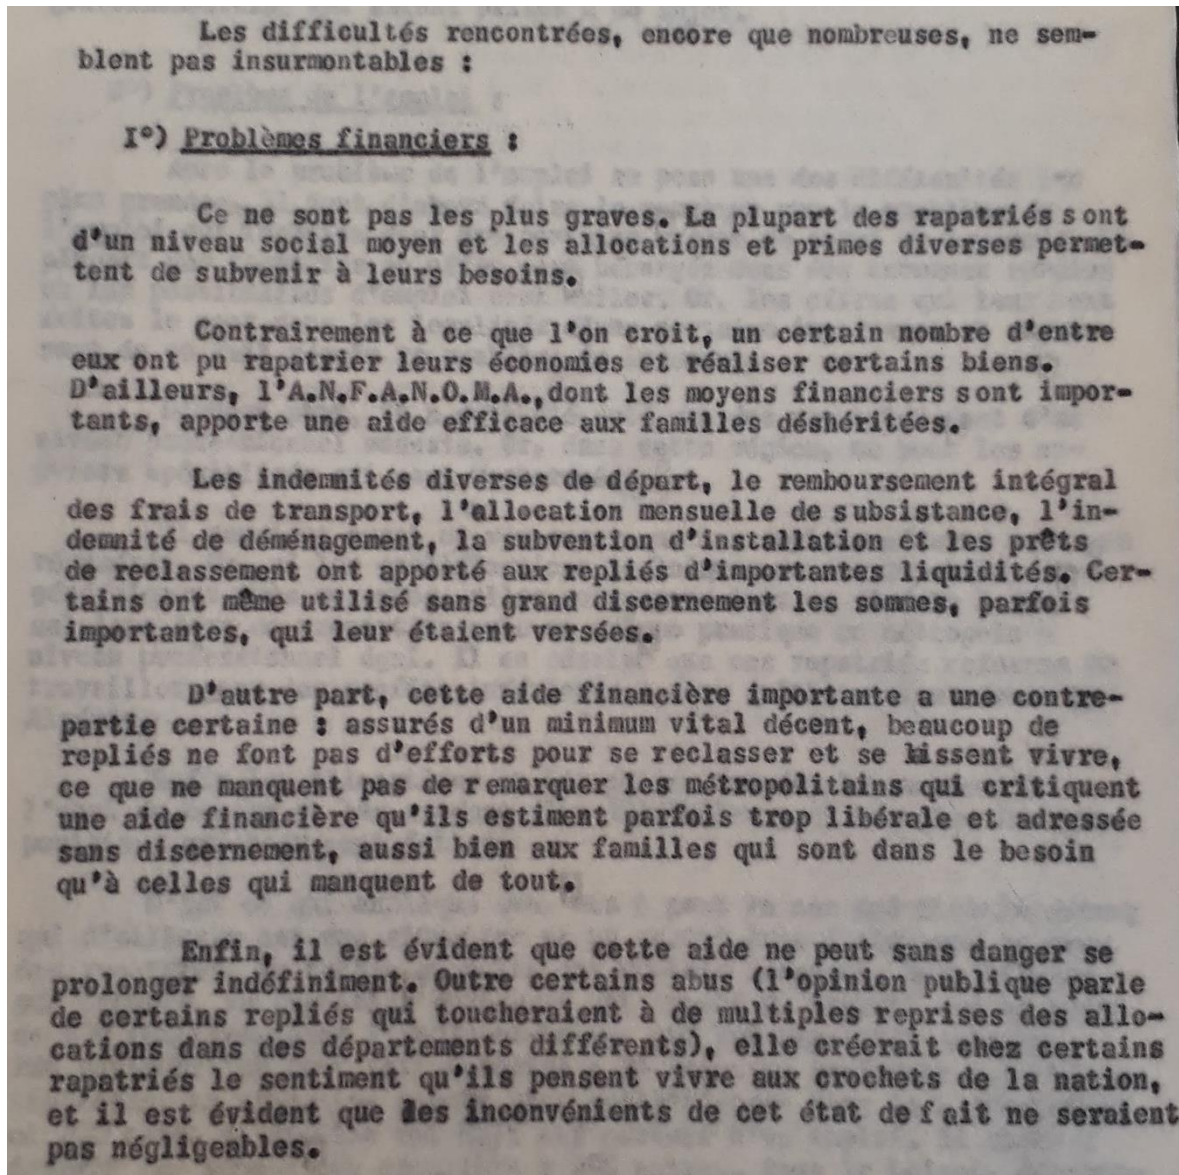 Les difficultés rencontrées, encore que nombreuses, ne sem-
blent pas insurmontables :
I°) Problèmes financiers :
Ce ne sont pas les plus graves. La plupart des rapatriés sont
d'un niveau social moyen et les allocations et primes diverses permet-
tent de subvenir à leurs besoins.
Contrairement à ce que l'on croit, un certain nombre d'entre
eux ont pu rapatrier leurs économies et réaliser certains biens.
D'ailleurs, l'A.N.F.A.N.O.M.A., dont les moyens financiers sont impor-
tants, apporte une aide efficace aux familles déshéritées.
Les indemnités diverses de départ, le remboursement intégral
des frais de transport, l'allocation mensuelle de subsistance, l'in-
demnité de déménagement, la subvention d'installation et les prêts
de reclassement ont apporté aux repliés d'importantes liquidités. Cer-
tains ont même utilisé sans grand discernement les sommes, parfois
importantes, qui leur étaient versées.
D'autre part, cette aide financière importante a une contre-
partie certaine : assurés d'un minimum vital décent, beaucoup de
repliés ne font pas d'efforts pour se reclasser et se laissent vivre,
ce que ne manquent pas de remarquer les métropolitains qui critiquent
une aide financière qu'ils estiment parfois trop libérale et adressée
sans discernement, aussi bien aux familles qui sont dans le besoin
qu'à celles qui manquent de tout.
Enfin, il est évident que cette aide ne peut sans danger se
prolonger indéfiniment. Outre certains abus (l'opinion publique parle
de certains repliés qui toucheraient à de multiples reprises des allo-
cations dans des départements différents), elle créerait chez certains
rapatriés le sentiment qu'ils pensent vivre aux crochets de la nation,
et il est évident que les inconvénients de cet état de fait ne seraient
pas négligeables.